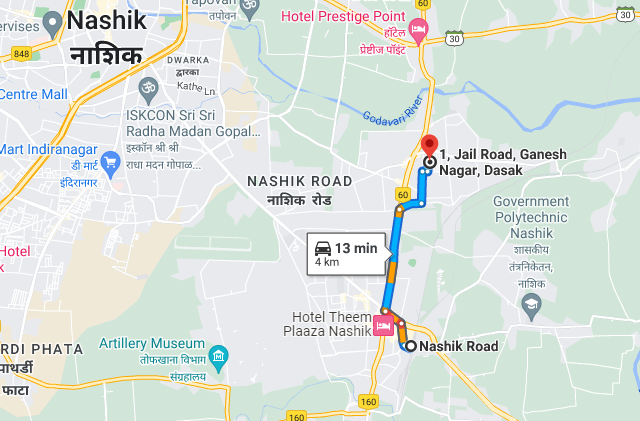 Tapovan
तपोवन
Hotel Prestige Point
हॉटेल
प्रेस्टीज पॉइंट
30
30
ervices
Nashik
नाशिक
848
DWARKA
द्वारका
Kathe Ln
Centre Mall
ISKCON Sri Sri
Radha Madan Gopal...
इस्कॉन श्री श्री
राधा मदन गोपाल...
Mart Indiranagar
डी मार्ट
इंदिरानगर
Godavari River
1, Jail Road, Ganesh
Nagar, Dasak
NASHIK ROAD
नाशिक रोड
60
Government
Polytechnic
Nashik
शासकीय
तंत्रनिकेतन,
नाशिक
13 min
4 km
Hotel
Hotel Theem
Plaaza Nashik
Nashik Road
Artillery Museum
तोफखाना विभाग
संग्रहालय
RDI PHATA
पाथर्डी
फाटा
160
160